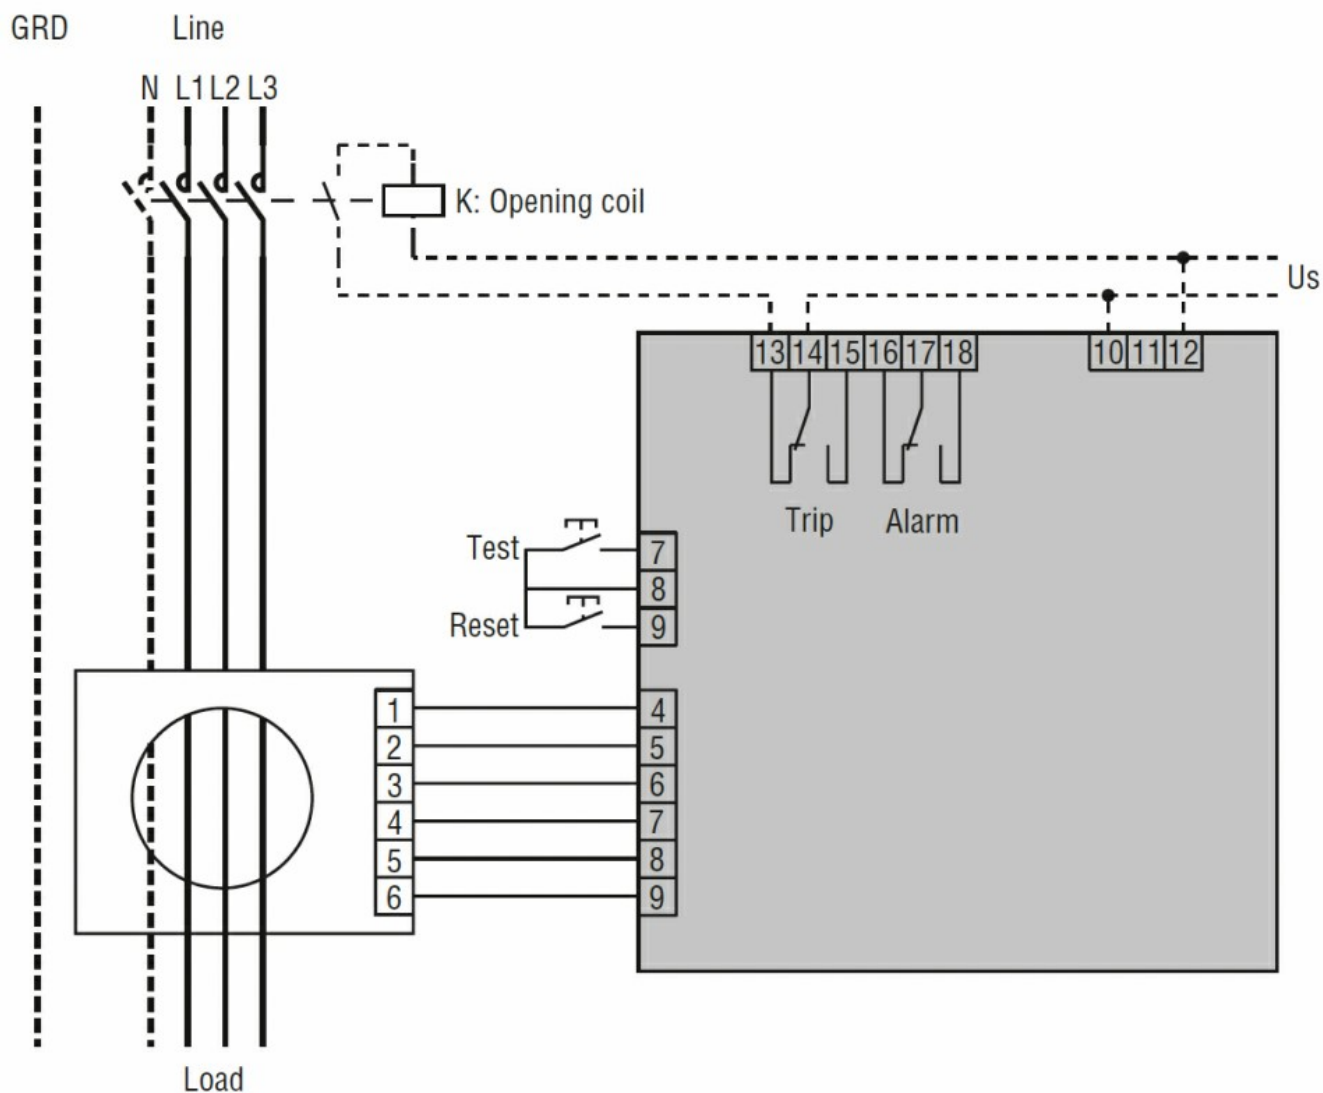 GRD Line
N L1 L2 L3
K: Opening coil
Us
13 14 15 16 17 18 10 11 12
Trip Alarm
Test 7
8
Reset 9
1 4
2 5
3 6
4 7
5 8
6 9
Load